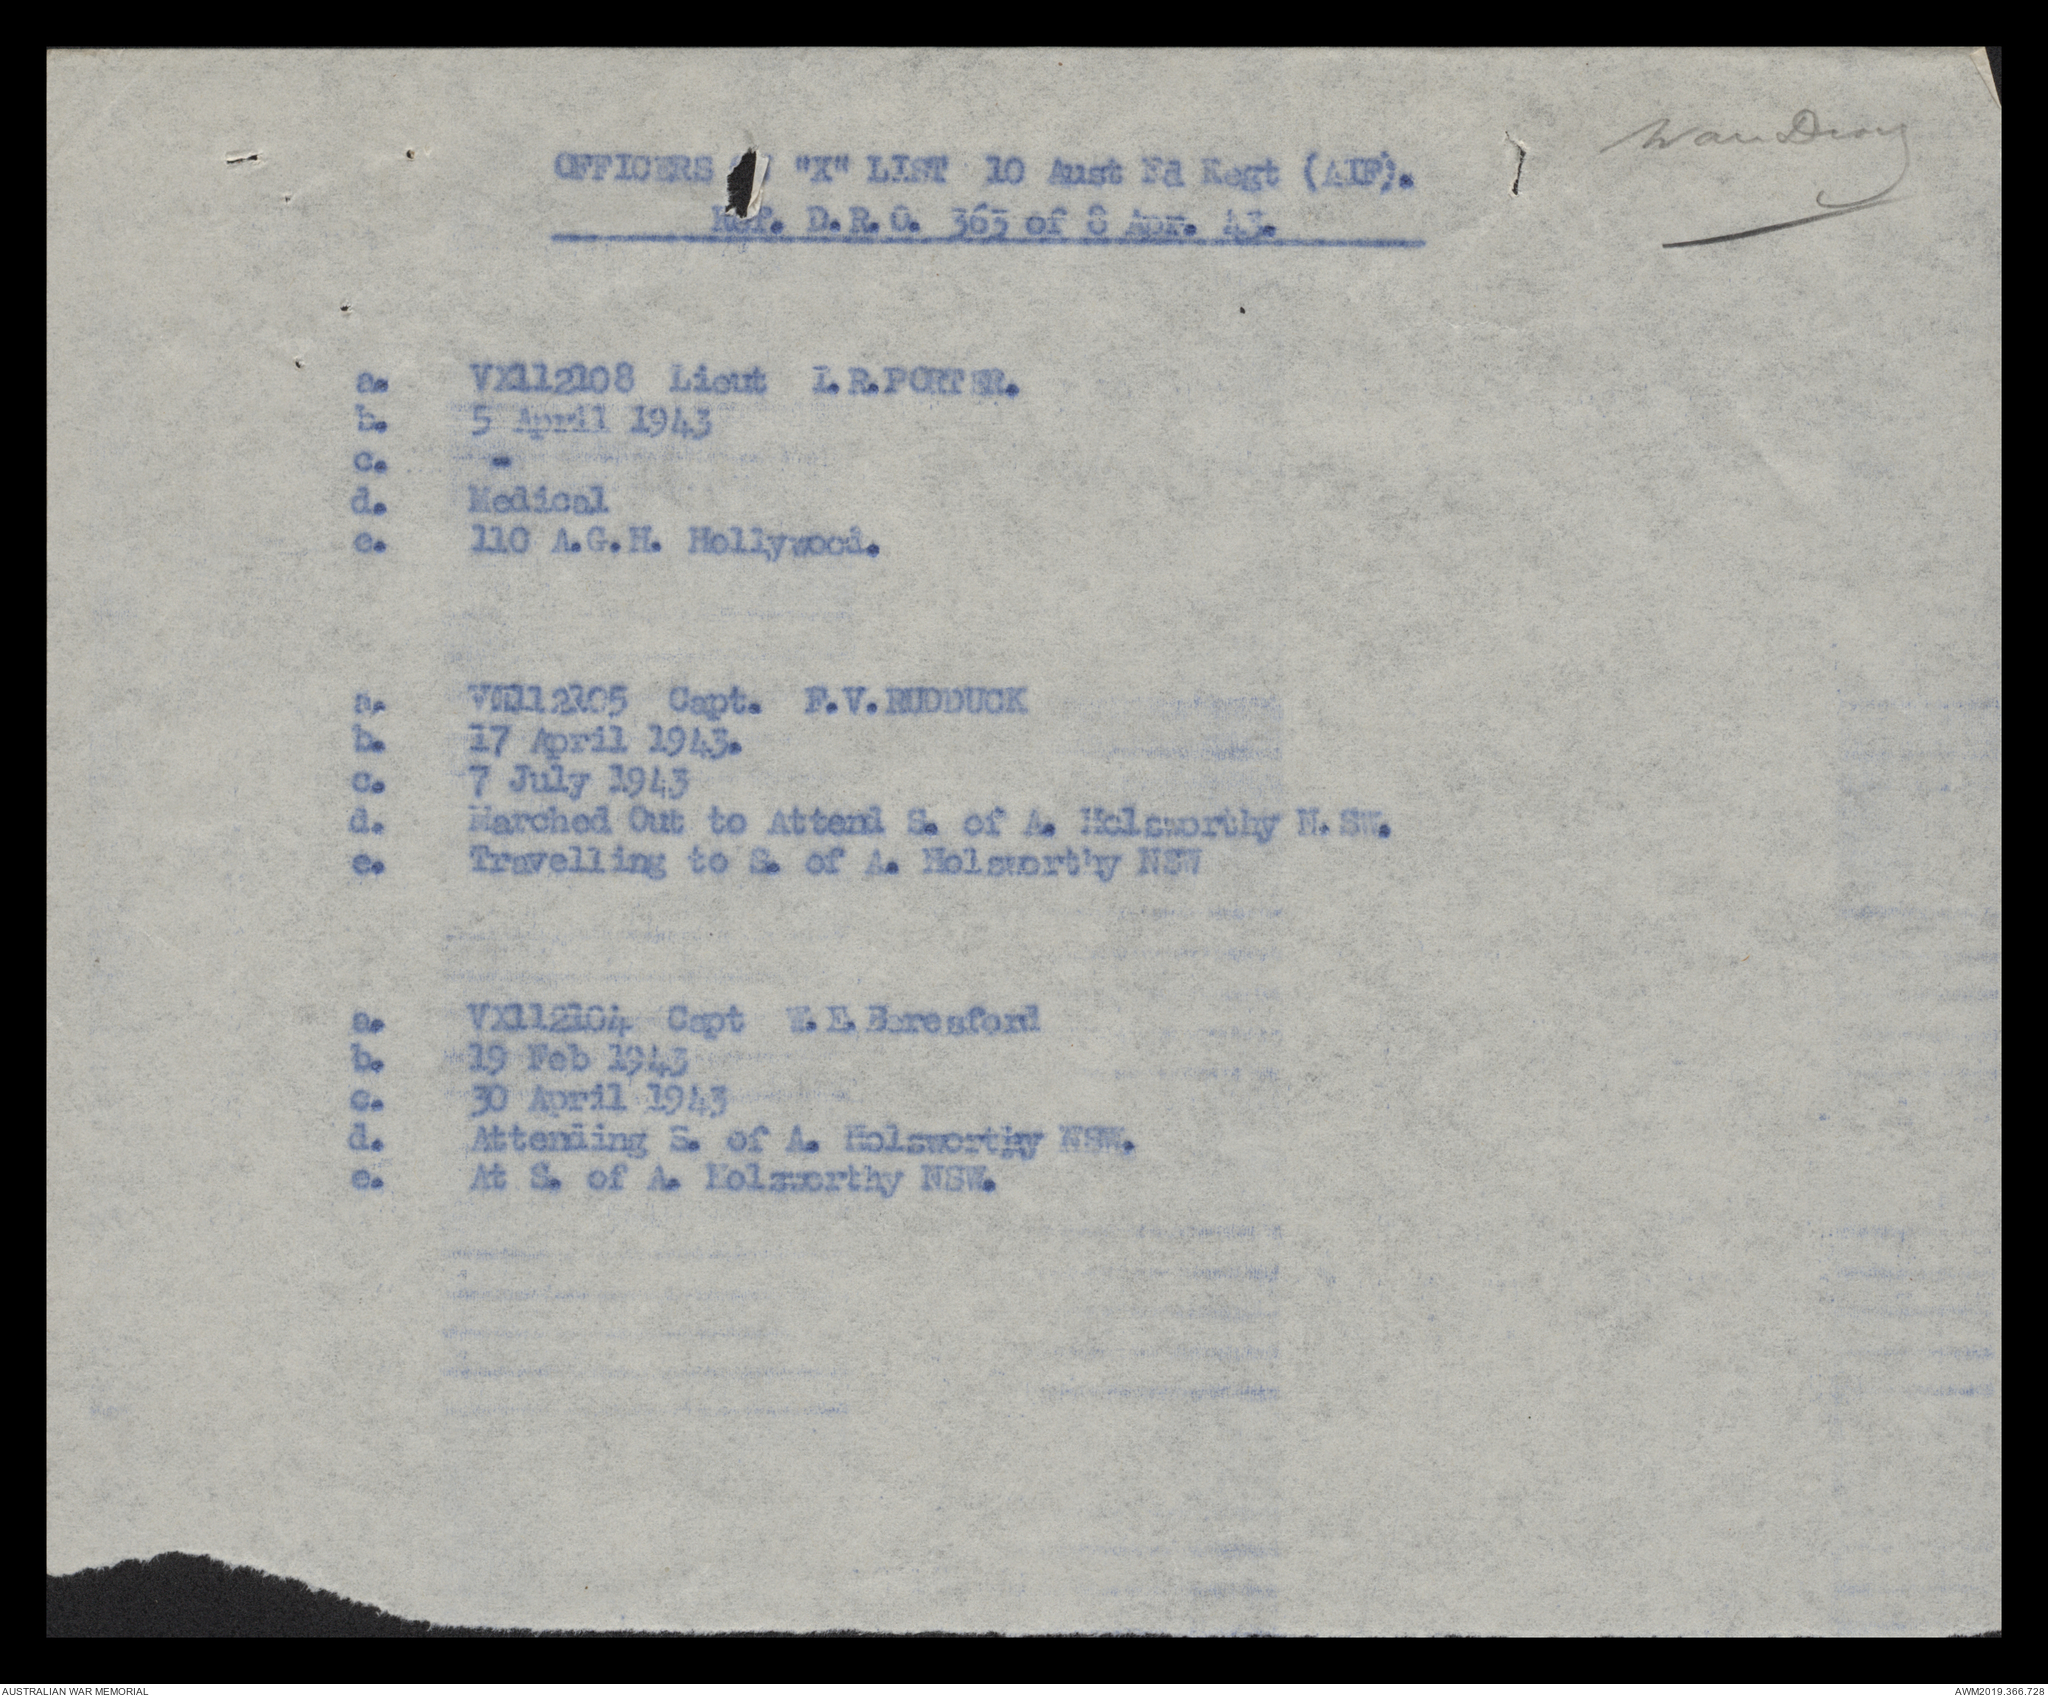 War Diary
OFFICERS ON "X" LIST 10 Aust Fd Regt (AIF).
Ref. D.R.O. 363 of 8 Apr. 43.
a. VX112108 Lieut I.R.PORTER.
b. 5 April 1943
c. -
d. Medical
e. 110 A.G.H. Hollywood.
a. VX112105 Capt. F.V.RUDDUCK
b. 17 April 1943.
c. 7 July 1943
d. Marched Out to Attend S. of A. Holsworthy N.SW.
e. Travelling to S. of A. Holsworthy NSW
a. VX112104 Capt W.E.Beresford
b. 19 Feb 1943
c. 30 April 1943
d. Attending S. of A. Holsworthy NSW.
e. At S. of A. Holsworthy NSW.
AUSTRALIAN WAR MEMORIAL
AWM2019.366.728